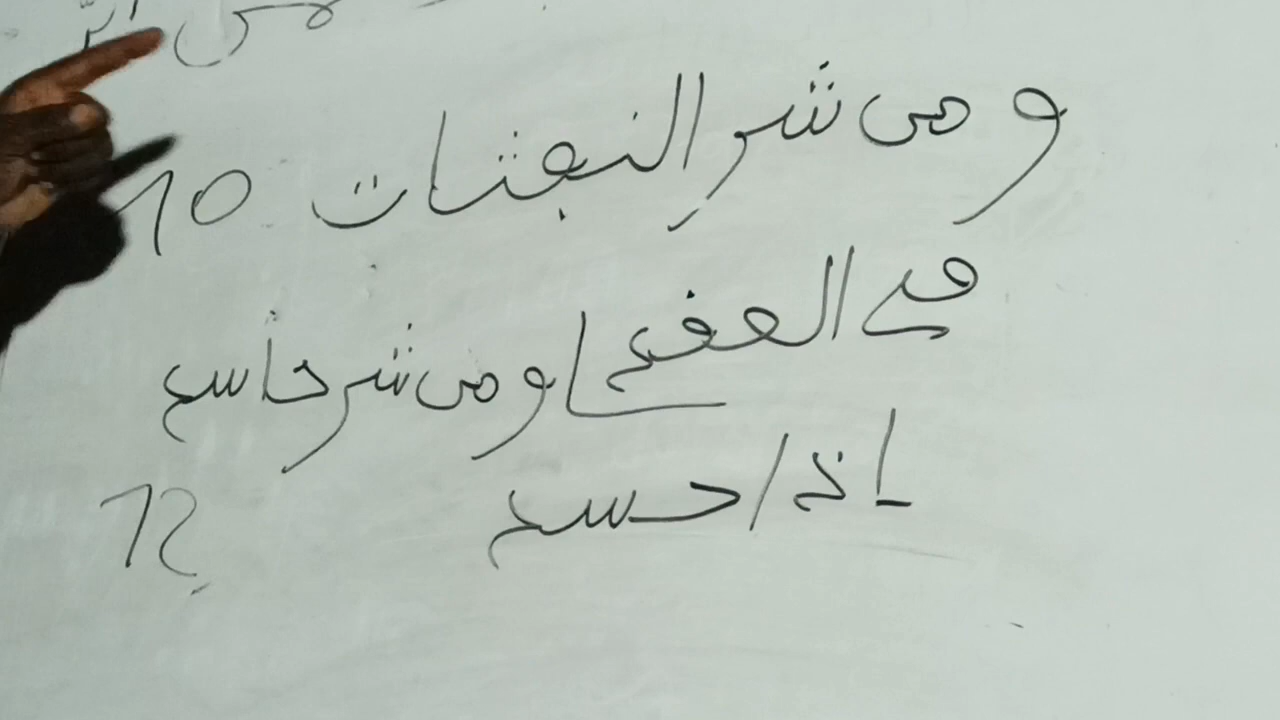 ومن شر النفثات 10
في العقد ومن شر حاسد
إذا حسد 12